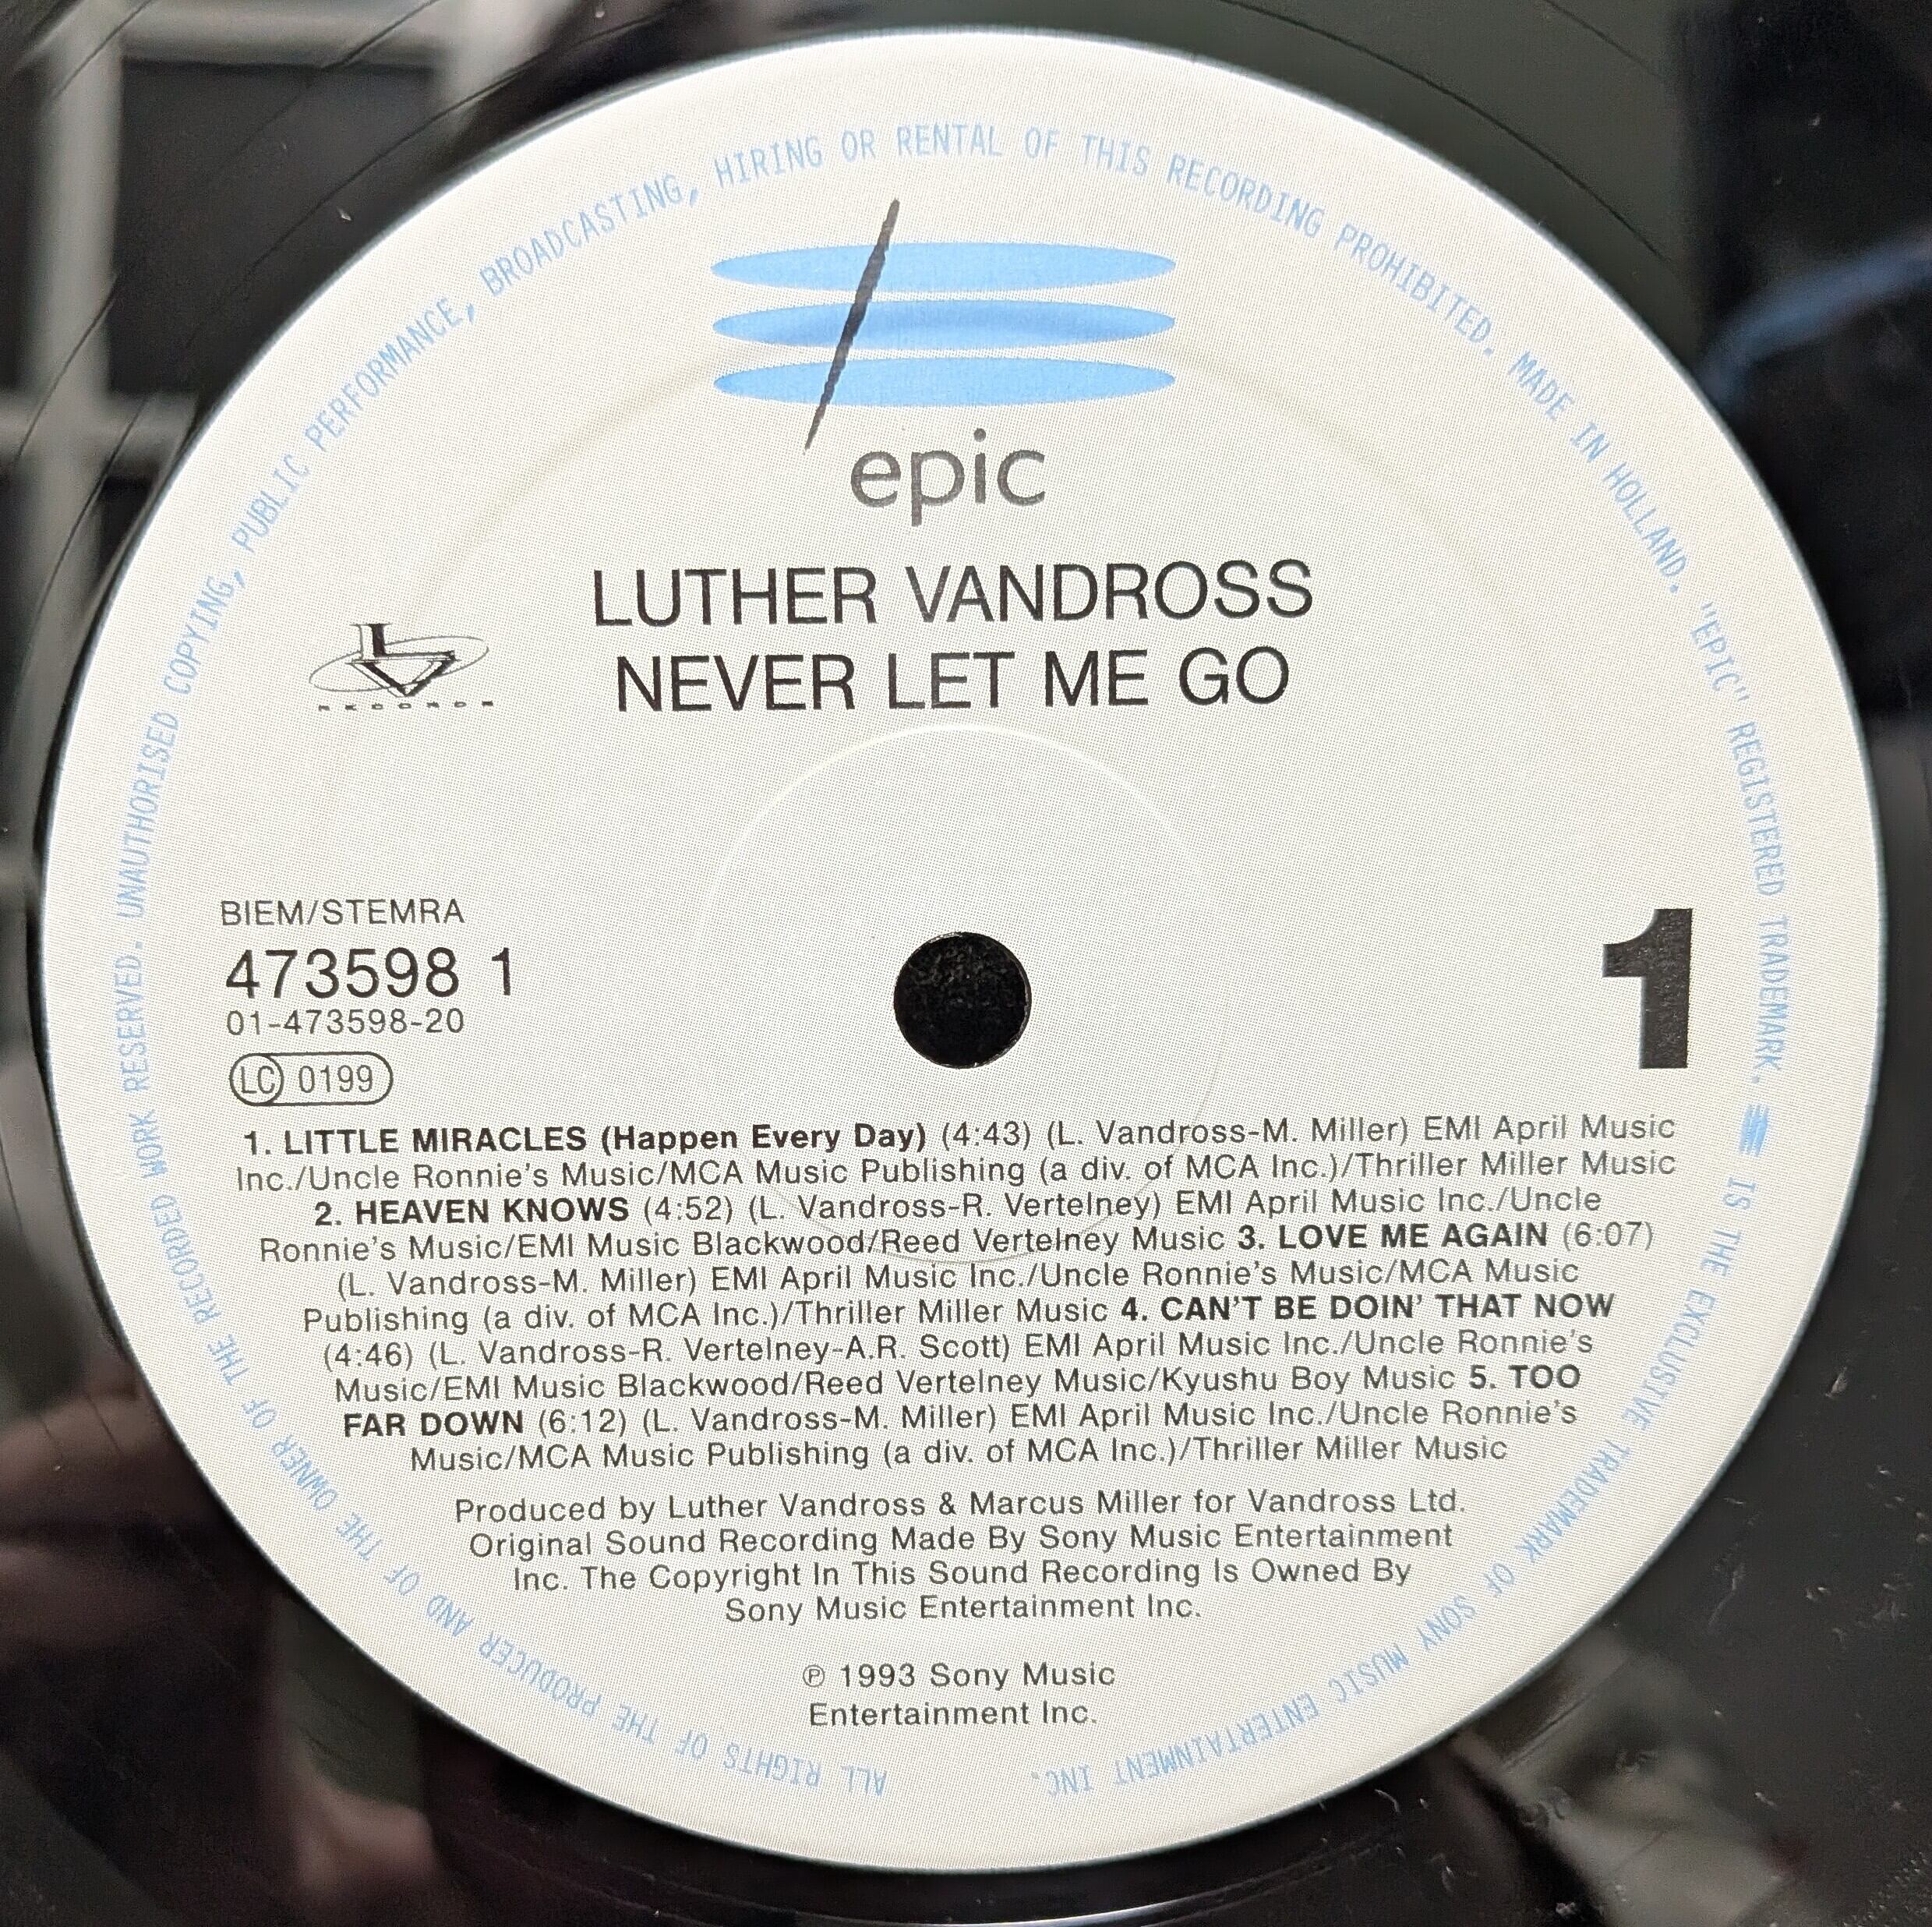 epic
LUTHER VANDROSS
NEVER LET ME GO
LV
RECORDS
BIEM/STEMRA
473598 1
01-473598-20
LC 0199
1
1. LITTLE MIRACLES (Happen Every Day) (4:43) (L. Vandross-M. Miller) EMI April Music
Inc./Uncle Ronnie's Music/MCA Music Publishing (a div. of MCA Inc.)/Thriller Miller Music
2. HEAVEN KNOWS (4:52) (L. Vandross-R. Vertelney) EMI April Music Inc./Uncle
Ronnie's Music/EMI Music Blackwood/Reed Vertelney Music 3. LOVE ME AGAIN (6:07)
(L. Vandross-M. Miller) EMI April Music Inc./Uncle Ronnie's Music/MCA Music
Publishing (a div. of MCA Inc.)/Thriller Miller Music 4. CAN'T BE DOIN' THAT NOW
(4:46) (L. Vandross-R. Vertelney-A.R. Scott) EMI April Music Inc./Uncle Ronnie's
Music/EMI Music Blackwood/Reed Vertelney Music/Kyushu Boy Music 5. TOO
FAR DOWN (6:12) (L. Vandross-M. Miller) EMI April Music Inc./Uncle Ronnie's
Music/MCA Music Publishing (a div. of MCA Inc.)/Thriller Miller Music
Produced by Luther Vandross & Marcus Miller for Vandross Ltd.
Original Sound Recording Made By Sony Music Entertainment
Inc. The Copyright In This Sound Recording Is Owned By
Sony Music Entertainment Inc.
℗ 1993 Sony Music
Entertainment Inc.
ALL RIGHTS OF THE PRODUCER AND OF THE OWNER OF THE RECORDED WORK RESERVED. UNAUTHORISED COPYING, PUBLIC PERFORMANCE, BROADCASTING, HIRING OR RENTAL OF THIS RECORDING PROHIBITED. MADE IN HOLLAND. "EPIC" REGISTERED TRADEMARK. IS THE EXCLUSIVE TRADEMARK OF SONY MUSIC ENTERTAINMENT INC.